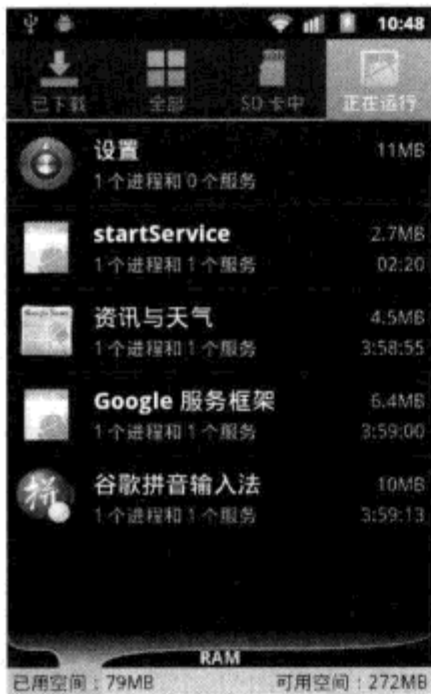 10:48
已下载 全部 SD 卡中 正在运行
设置 11MB
1 个进程和 0 个服务
startService 2.7MB
1 个进程和 1 个服务 02:20
资讯与天气 4.5MB
1 个进程和 1 个服务 3:58:55
Google 服务框架 6.4MB
1 个进程和 1 个服务 3:59:00
拼
谷歌拼音输入法 10MB
1 个进程和 1 个服务 3:59:13
RAM
已用空间：79MB 可用空间：272MB